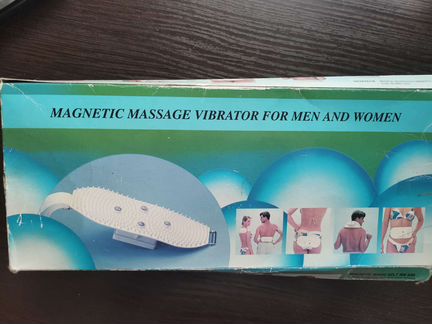 MAGNETIC MASSAGE VIBRATOR FOR MEN AND WOMEN